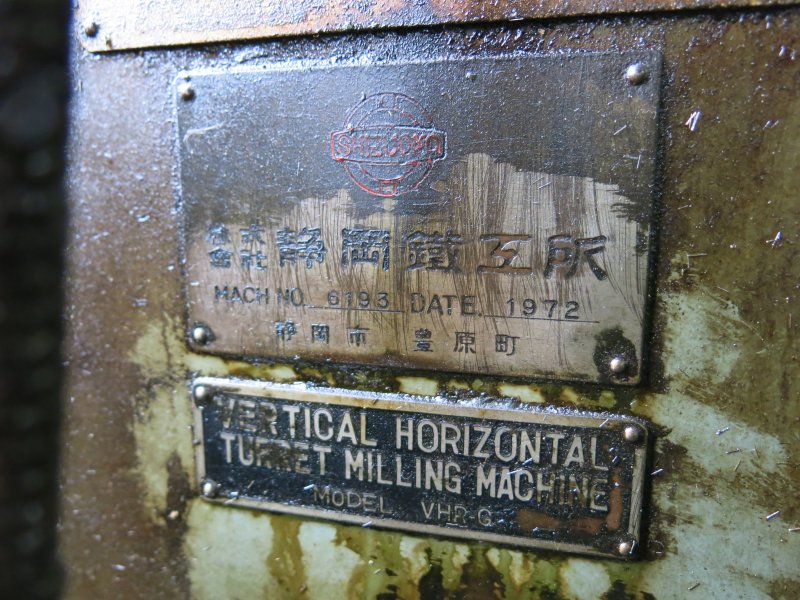 SHIZUOKA
株式
會社 静岡鐵工所
MACH NO. 6193 DATE. 1972
静岡市 豊原町
VERTICAL HORIZONTAL
TURRET MILLING MACHINE
MODEL VHR-G